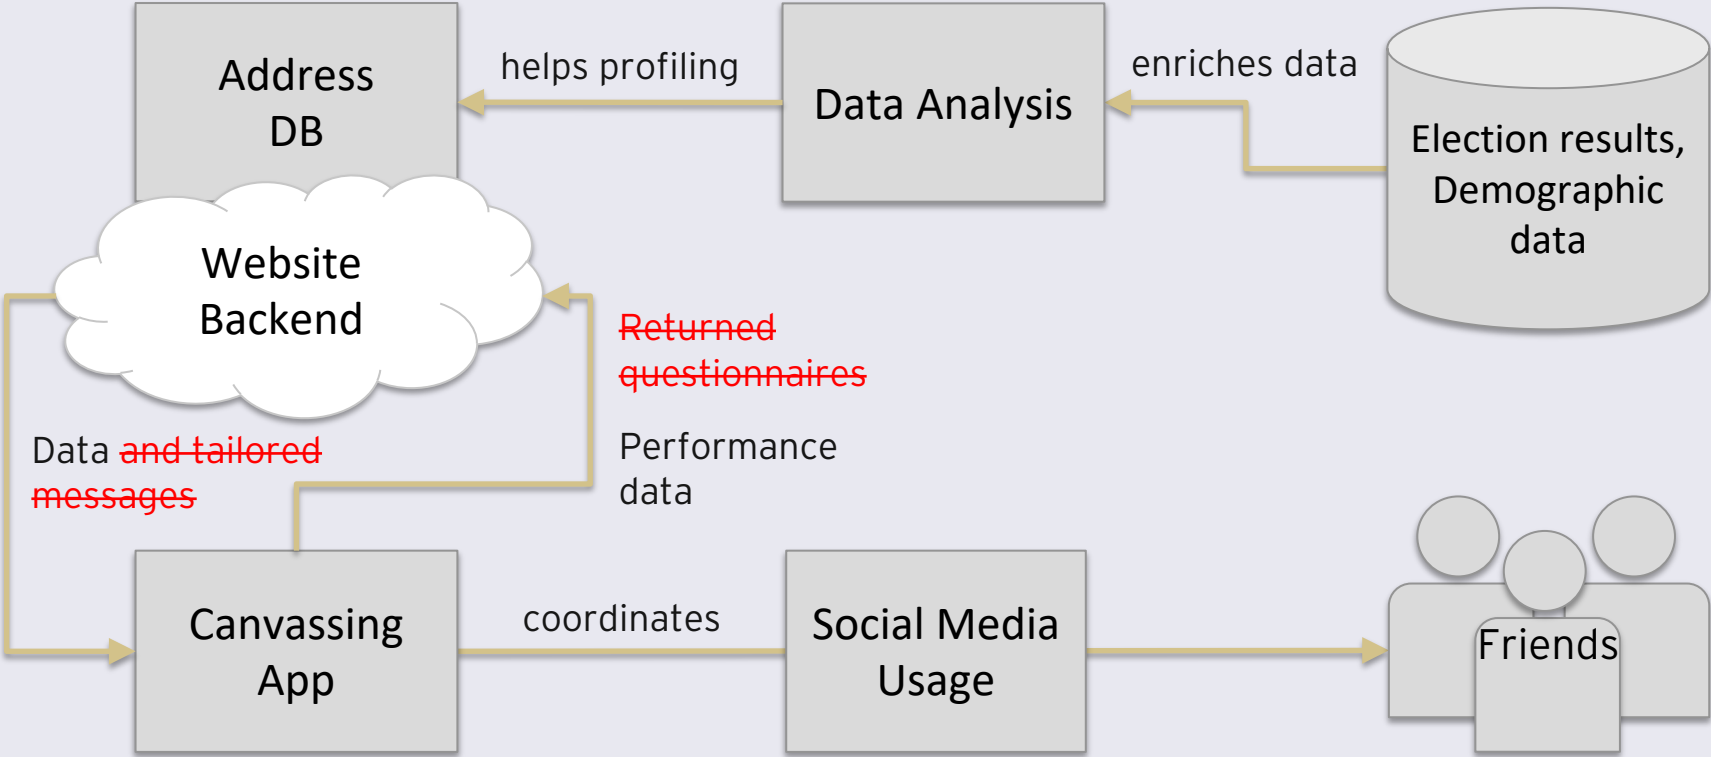 Address
DB
helps profiling
Data Analysis
enriches data
Election results,
Demographic
data
Website
Backend
Returned
questionnaires
Performance
data
Data and tailored
messages
Canvassing
App
coordinates
Social Media
Usage
Friends